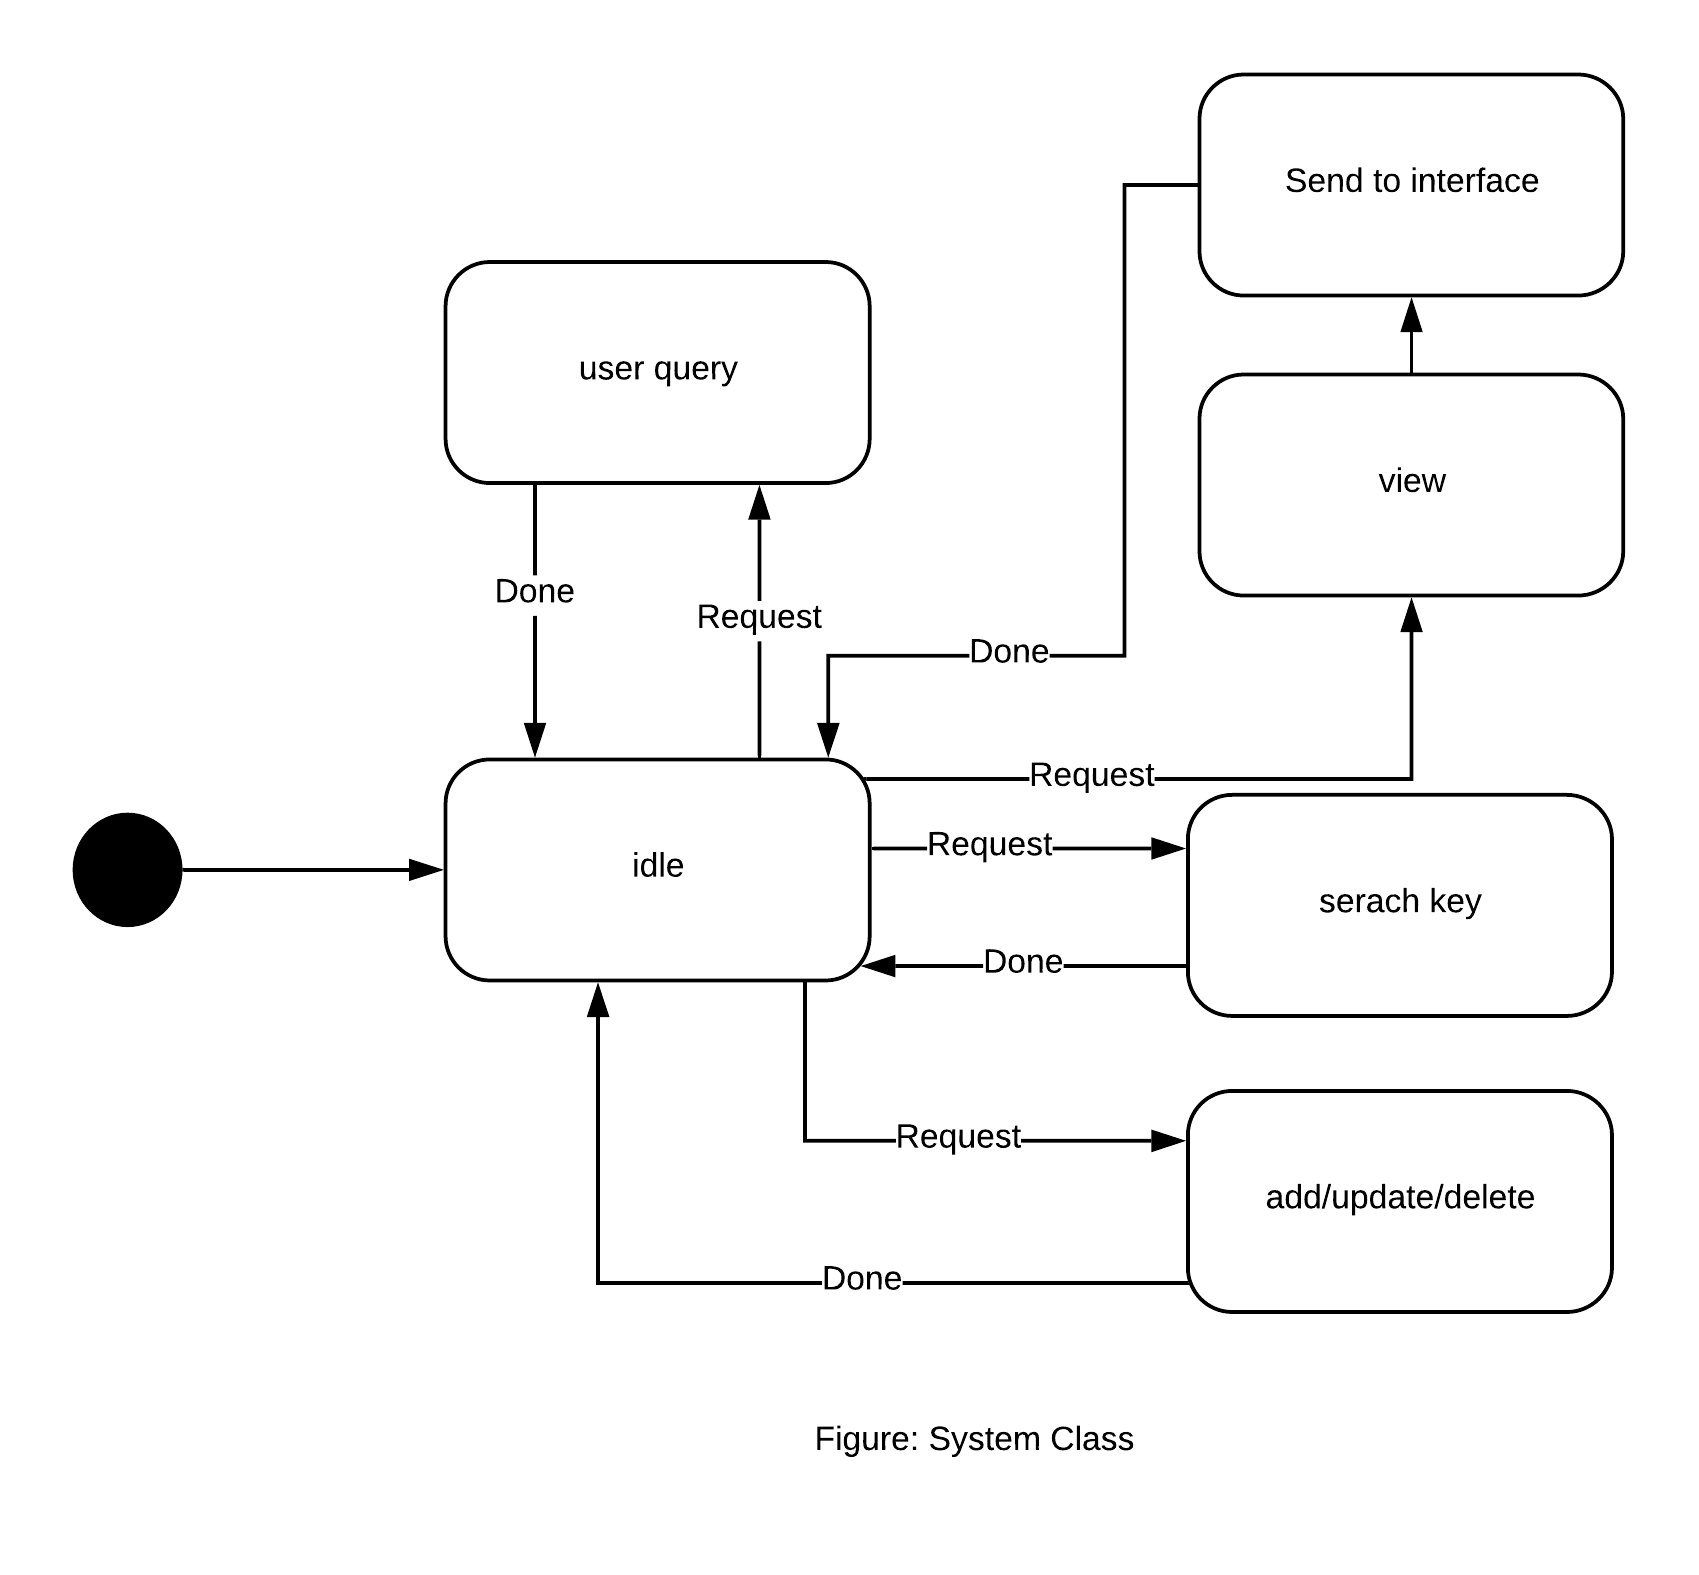 Send to interface
user query
view
Done
Request
Done
Request
Request
idle
serach key
Done
Request
add/update/delete
Done
Figure: System Class